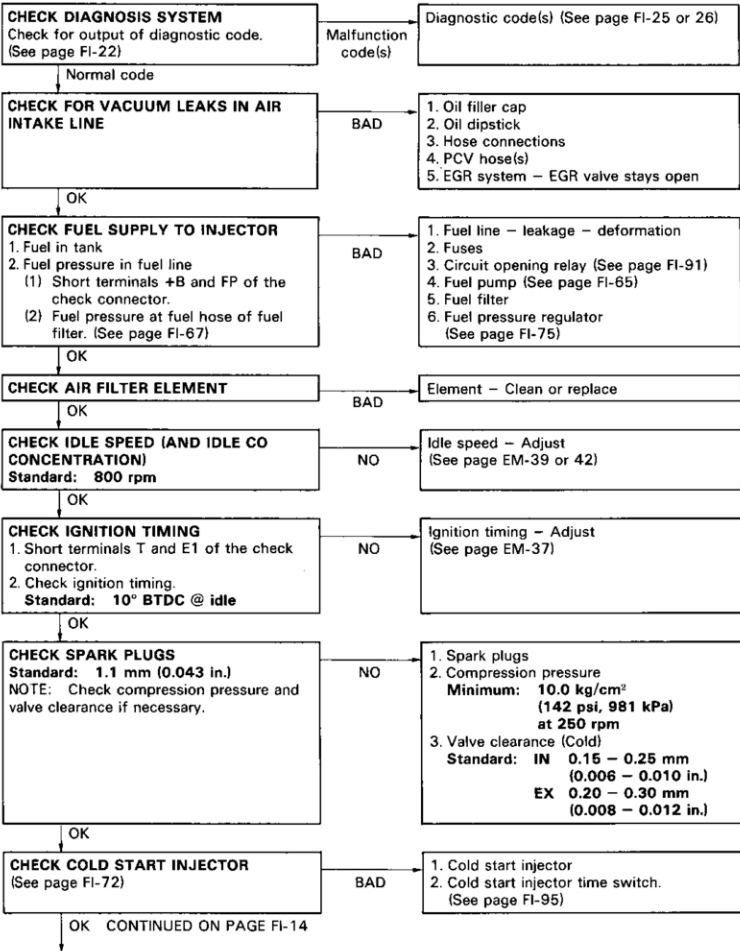 CHECK DIAGNOSIS SYSTEM
Check for output of diagnostic code.
(See page FI-22)
Malfunction
code(s)
Diagnostic code(s) (See page FI-25 or 26)
Normal code
CHECK FOR VACUUM LEAKS IN AIR
INTAKE LINE
BAD
1. Oil filler cap
2. Oil dipstick
3. Hose connections
4. PCV hose(s)
5. EGR system — EGR valve stays open
OK
CHECK FUEL SUPPLY TO INJECTOR
1. Fuel in tank
2. Fuel pressure in fuel line
(1) Short terminals +B and FP of the
check connector.
(2) Fuel pressure at fuel hose of fuel
filter. (See page FI-67)
BAD
1. Fuel line — leakage — deformation
2. Fuses
3. Circuit opening relay (See page FI-91)
4. Fuel pump (See page FI-65)
5. Fuel filter
6. Fuel pressure regulator
(See page FI-75)
OK
CHECK AIR FILTER ELEMENT
BAD
Element — Clean or replace
OK
CHECK IDLE SPEED (AND IDLE CO
CONCENTRATION)
Standard: 800 rpm
NO
Idle speed — Adjust
(See page EM-39 or 42)
OK
CHECK IGNITION TIMING
1. Short terminals T and E1 of the check
connector.
2. Check ignition timing.
Standard: 10° BTDC @ idle
NO
Ignition timing — Adjust
(See page EM-37)
OK
CHECK SPARK PLUGS
Standard: 1.1 mm (0.043 in.)
NOTE: Check compression pressure and
valve clearance if necessary.
NO
1. Spark plugs
2. Compression pressure
Minimum: 10.0 kg/cm²
(142 psi, 981 kPa)
at 250 rpm
3. Valve clearance (Cold)
Standard: IN 0.15 — 0.25 mm
(0.006 — 0.010 in.)
EX 0.20 — 0.30 mm
(0.008 — 0.012 in.)
OK
CHECK COLD START INJECTOR
(See page FI-72)
BAD
1. Cold start injector
2. Cold start injector time switch.
(See page FI-95)
OK CONTINUED ON PAGE FI-14